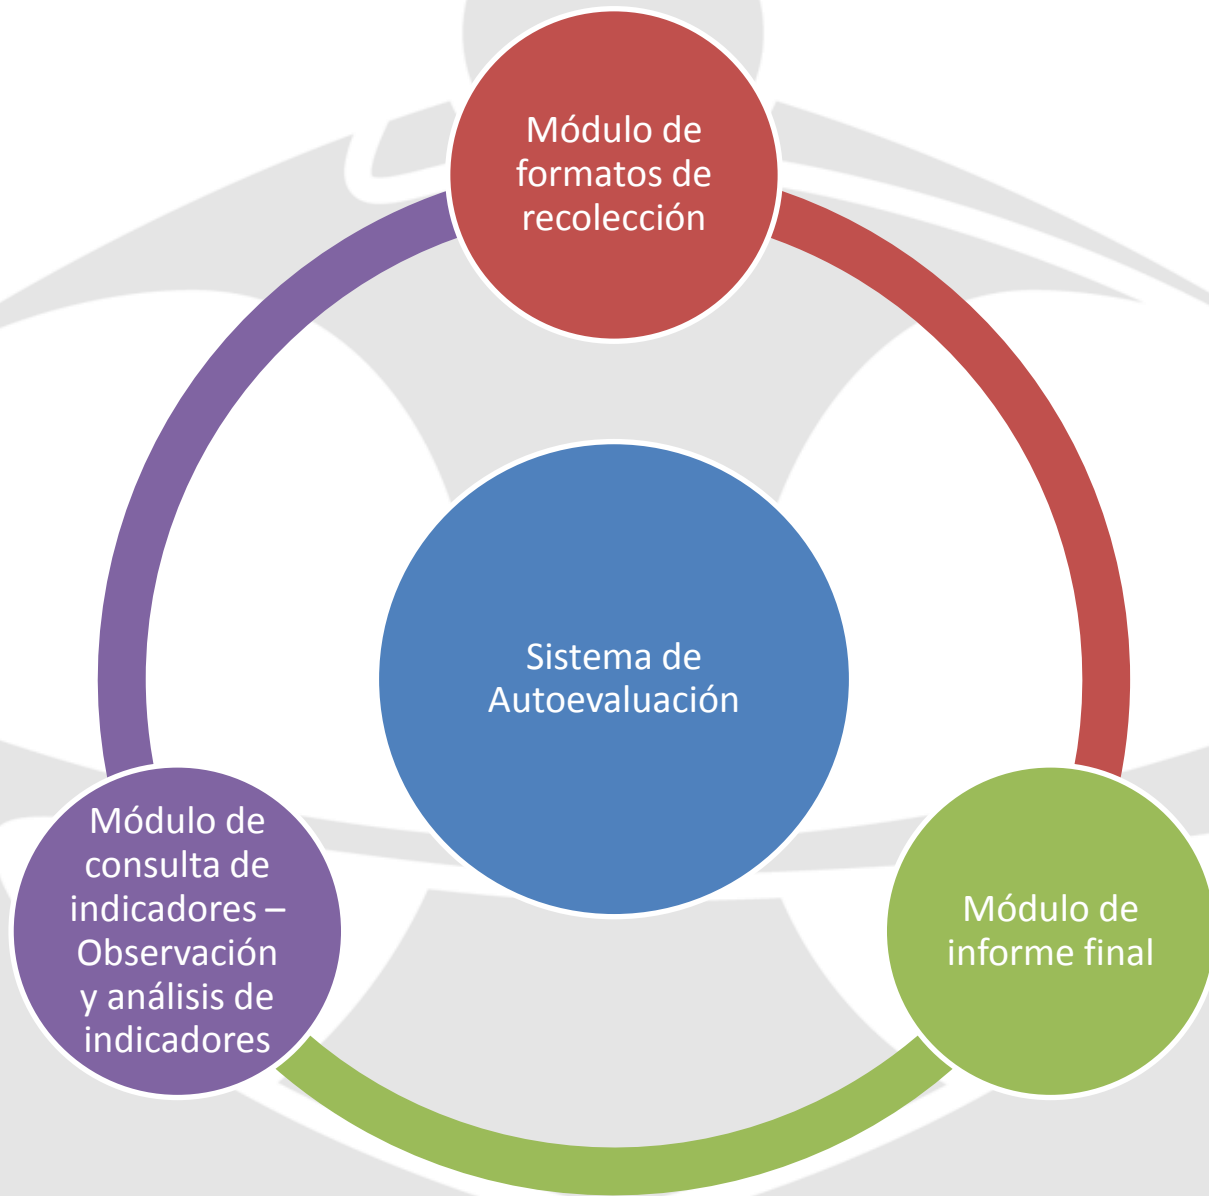 Módulo de
formatos de
recolección
Sistema de
Autoevaluación
Módulo de
consulta de
indicadores –
Observación
y análisis de
indicadores
Módulo de
informe final